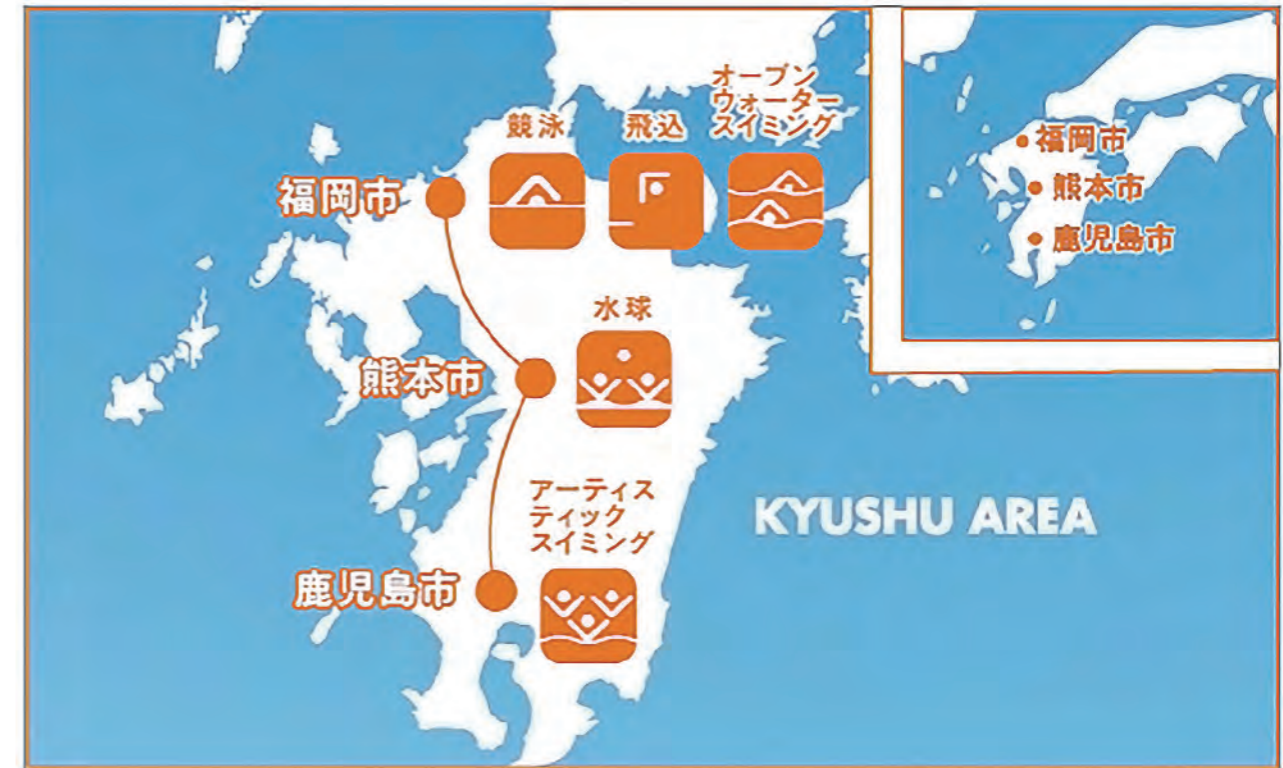 競泳
飛込
オープン
ウォーター
スイミング
福岡市
水球
熊本市
アーティス
ティック
スイミング
鹿児島市
KYUSHU AREA
福岡市
熊本市
鹿児島市